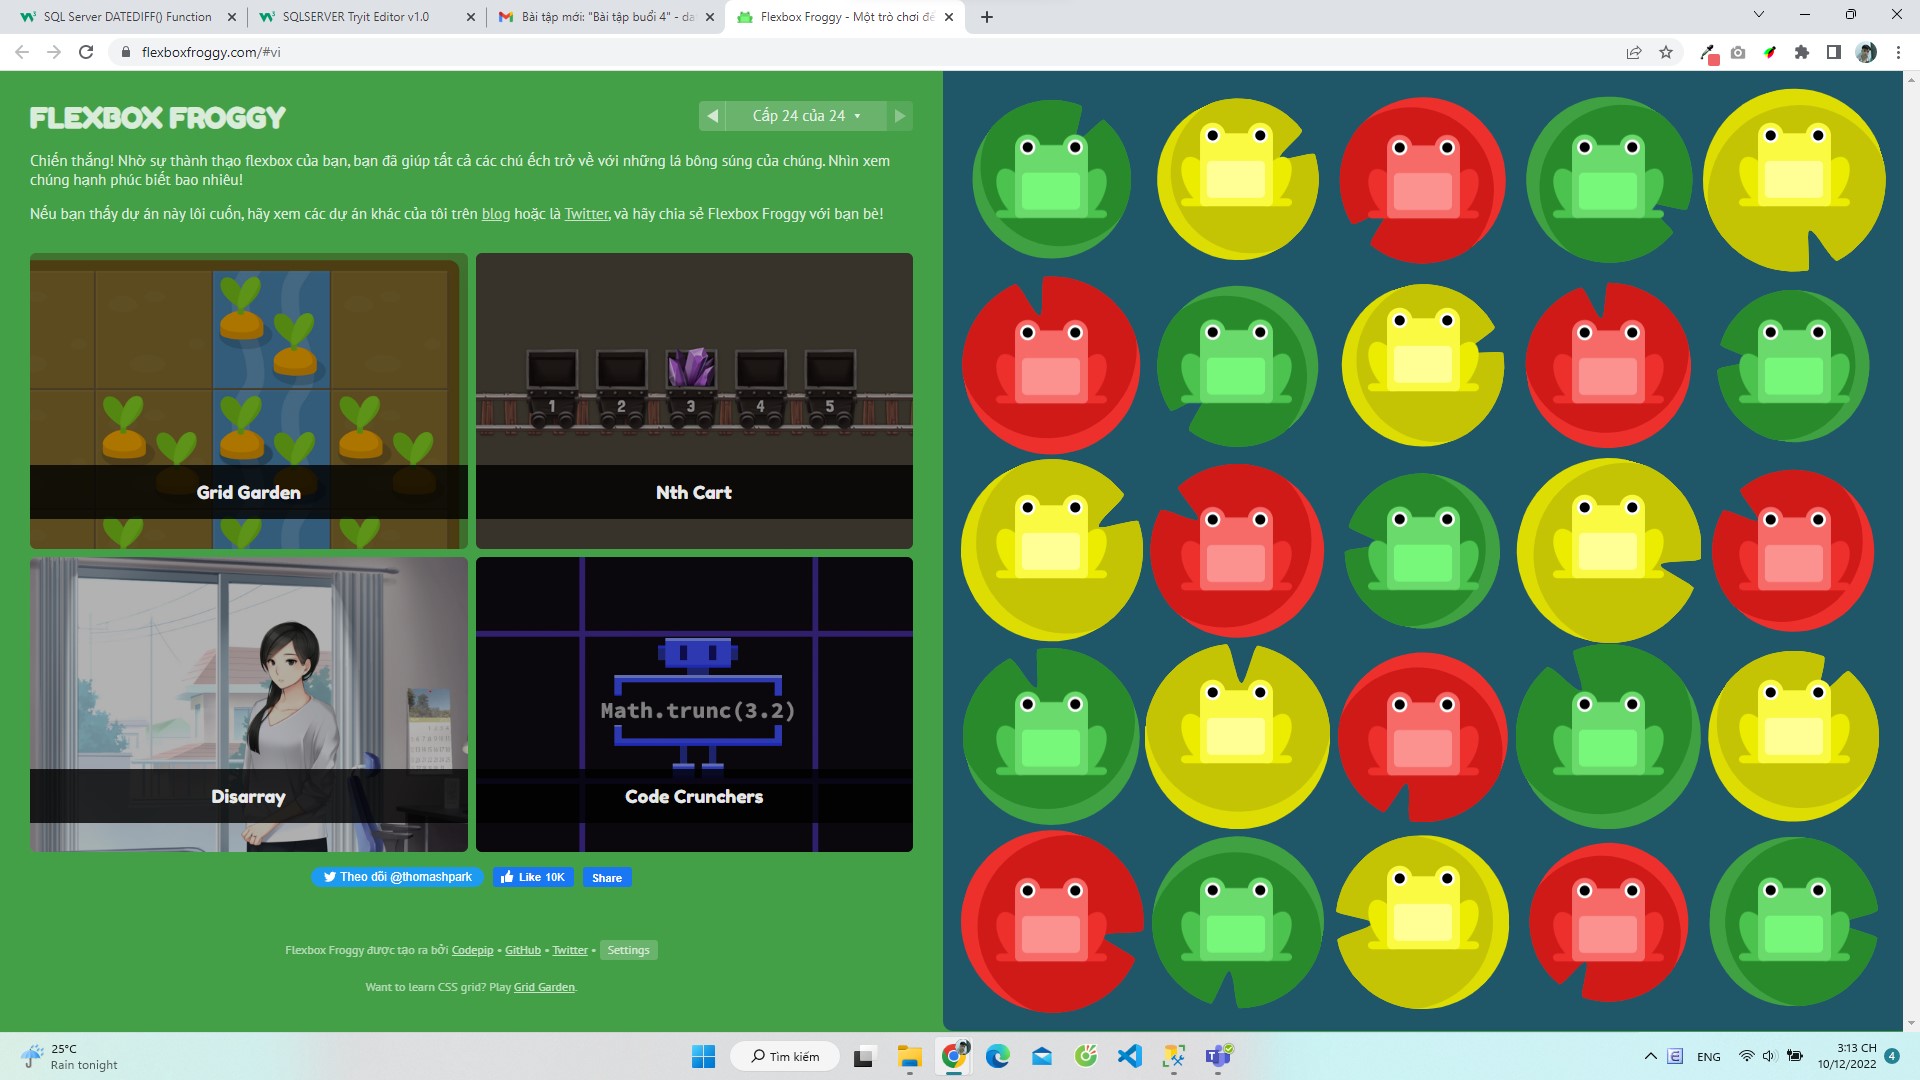 SQL Server DATEDIFF() Function
SQLSERVER Tryit Editor v1.0
Bài tập mới: "Bài tập buổi 4" - da
Flexbox Froggy - Một trò chơi để
flexboxfroggy.com/#vi
FLEXBOX FROGGY
Cấp 24 của 24
Chiến thắng! Nhờ sự thành thạo flexbox của bạn, bạn đã giúp tất cả các chú ếch trở về với những lá bông súng của chúng. Nhìn xem
chúng hạnh phúc biết bao nhiêu!
Nếu bạn thấy dự án này lôi cuốn, hãy xem các dự án khác của tôi trên blog hoặc là Twitter, và hãy chia sẻ Flexbox Froggy với bạn bè!
1 2 3 4 5
Grid Garden
Nth Cart
Math.trunc(3.2)
Disarray
Code Crunchers
Theo dõi @thomashpark
Like 10K
Share
Flexbox Froggy được tạo ra bởi Codepip • GitHub • Twitter • Settings
Want to learn CSS grid? Play Grid Garden.
25°C
Rain tonight
Tìm kiếm
ENG
3:13 CH
10/12/2022
4